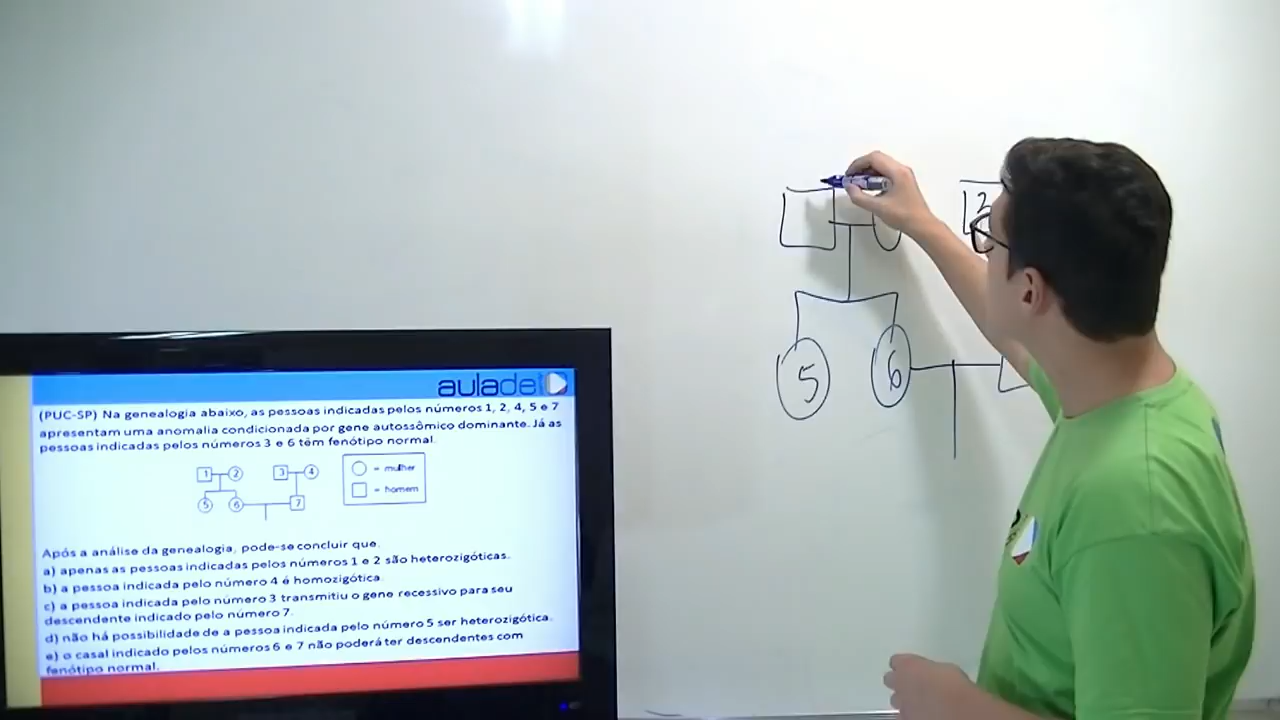 aulade
(PUC-SP) Na genealogia abaixo, as pessoas indicadas pelos números 1, 2, 4, 5 e 7
apresentam uma anomalia condicionada por gene autossômico dominante. Já as
pessoas indicadas pelos números 3 e 6 têm fenótipo normal.
1 2 3 4
= mulher
= homem
5 6 7
Após a análise da genealogia, pode-se concluir que,
a) apenas as pessoas indicadas pelos números 1 e 2 são heterozigóticas.
b) a pessoa indicada pelo número 4 é homozigótica
c) a pessoa indicada pelo número 3 transmitiu o gene recessivo para seu
descendente indicado pelo número 7.
d) não há possibilidade de a pessoa indicada pelo número 5 ser heterozigótica.
e) o casal indicado pelos números 6 e 7 não poderá ter descendentes com
fenótipo normal.
5 6